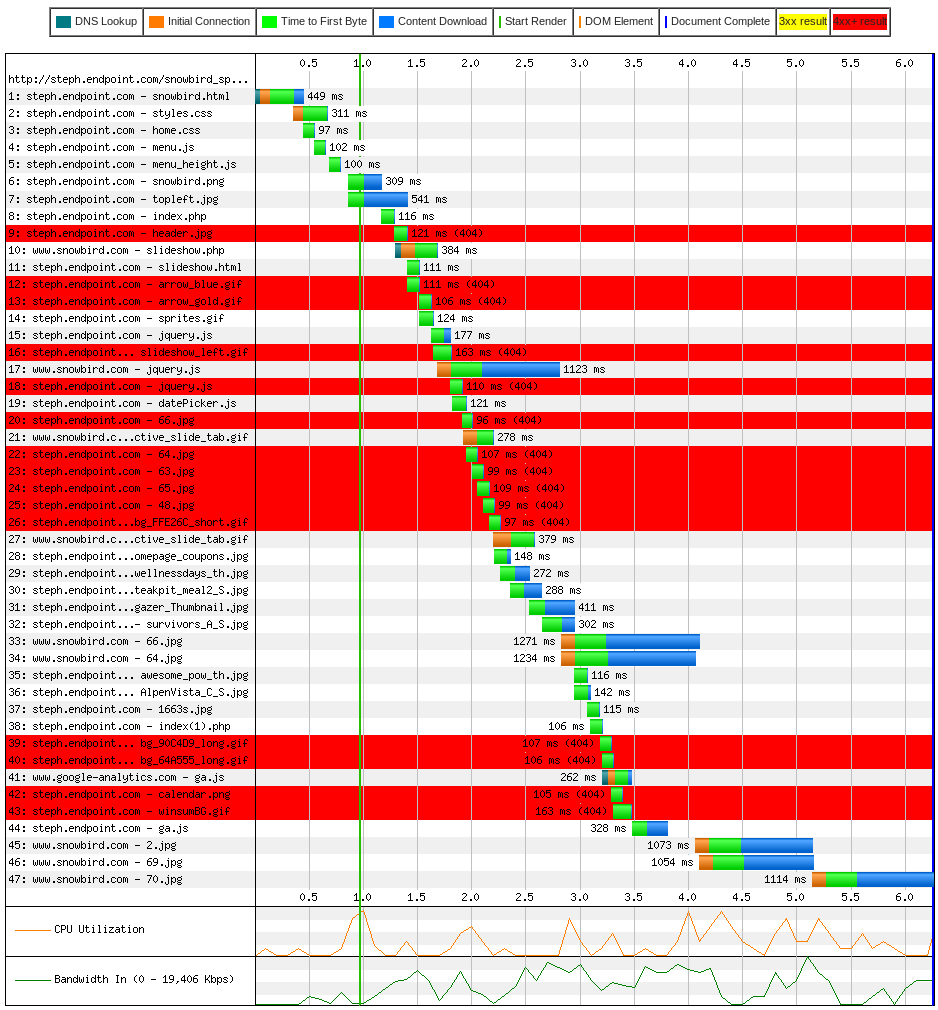 DNS Lookup Initial Connection Time to First Byte Content Download Start Render DOM Element Document Complete 3xx result 4xx+ result
0.5 1.0 1.5 2.0 2.5 3.0 3.5 4.0 4.5 5.0 5.5 6.0
http://steph.endpoint.com/snowbird_sp...
1: steph.endpoint.com - snowbird.html 449 ms
2: steph.endpoint.com - styles.css 311 ms
3: steph.endpoint.com - home.css 97 ms
4: steph.endpoint.com - menu.js 102 ms
5: steph.endpoint.com - menu_height.js 100 ms
6: steph.endpoint.com - snowbird.png 309 ms
7: steph.endpoint.com - topleft.jpg 541 ms
8: steph.endpoint.com - index.php 116 ms
9: steph.endpoint.com - header.jpg 121 ms (404)
10: www.snowbird.com - slideshow.php 384 ms
11: steph.endpoint.com - slideshow.html 111 ms
12: steph.endpoint.com - arrow_blue.gif 111 ms (404)
13: steph.endpoint.com - arrow_gold.gif 106 ms (404)
14: steph.endpoint.com - sprites.gif 124 ms
15: steph.endpoint.com - jquery.js 177 ms
16: steph.endpoint... slideshow_left.gif 163 ms (404)
17: www.snowbird.com - jquery.js 1123 ms
18: steph.endpoint.com - jquery.js 110 ms (404)
19: steph.endpoint.com - datePicker.js 121 ms
20: steph.endpoint.com - 66.jpg 96 ms (404)
21: www.snowbird.c...ctive_slide_tab.gif 278 ms
22: steph.endpoint.com - 64.jpg 107 ms (404)
23: steph.endpoint.com - 63.jpg 99 ms (404)
24: steph.endpoint.com - 65.jpg 109 ms (404)
25: steph.endpoint.com - 48.jpg 99 ms (404)
26: steph.endpoint...bg_FFE26C_short.gif 97 ms (404)
27: www.snowbird.c...ctive_slide_tab.gif 379 ms
28: steph.endpoint...omepage_coupons.jpg 148 ms
29: steph.endpoint...wellnessdays_th.jpg 272 ms
30: steph.endpoint...teakpit_meal2_S.jpg 288 ms
31: steph.endpoint...gazer_Thumbnail.jpg 411 ms
32: steph.endpoint...- survivors_A_S.jpg 302 ms
33: www.snowbird.com - 66.jpg 1271 ms
34: www.snowbird.com - 64.jpg 1234 ms
35: steph.endpoint... awesome_pow_th.jpg 116 ms
36: steph.endpoint... AlpenVista_C_S.jpg 142 ms
37: steph.endpoint.com - 1663s.jpg 115 ms
38: steph.endpoint.com - index(1).php 106 ms
39: steph.endpoint... bg_90C4D9_long.gif 107 ms (404)
40: steph.endpoint... bg_64A555_long.gif 106 ms (404)
41: www.google-analytics.com - ga.js 262 ms
42: steph.endpoint.com - calendar.png 105 ms (404)
43: steph.endpoint.com - winsumBG.gif 163 ms (404)
44: steph.endpoint.com - ga.js 328 ms
45: www.snowbird.com - 2.jpg 1073 ms
46: www.snowbird.com - 69.jpg 1054 ms
47: www.snowbird.com - 70.jpg 1114 ms
0.5 1.0 1.5 2.0 2.5 3.0 3.5 4.0 4.5 5.0 5.5 6.0
CPU Utilization
Bandwidth In (0 - 19,406 Kbps)